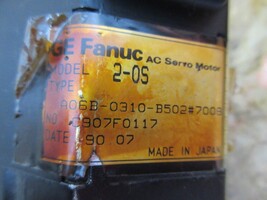 GE Fanuc AC Servo Motor
MODEL 2-0S
TYPE
A06B-0310-B502#7008
NO. C907F0117
DATE 90.07
MADE IN JAPAN